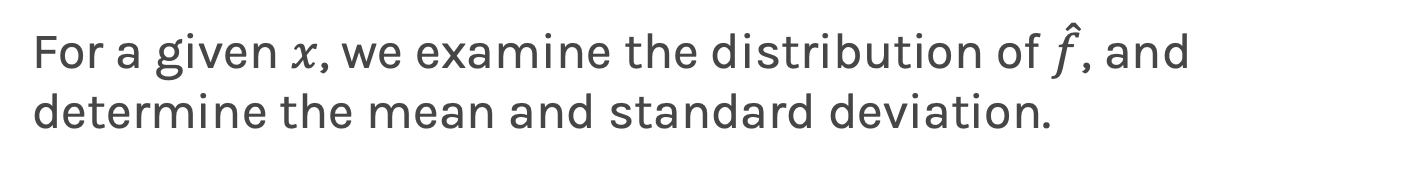 For a given x, we examine the distribution of f̂, and
determine the mean and standard deviation.